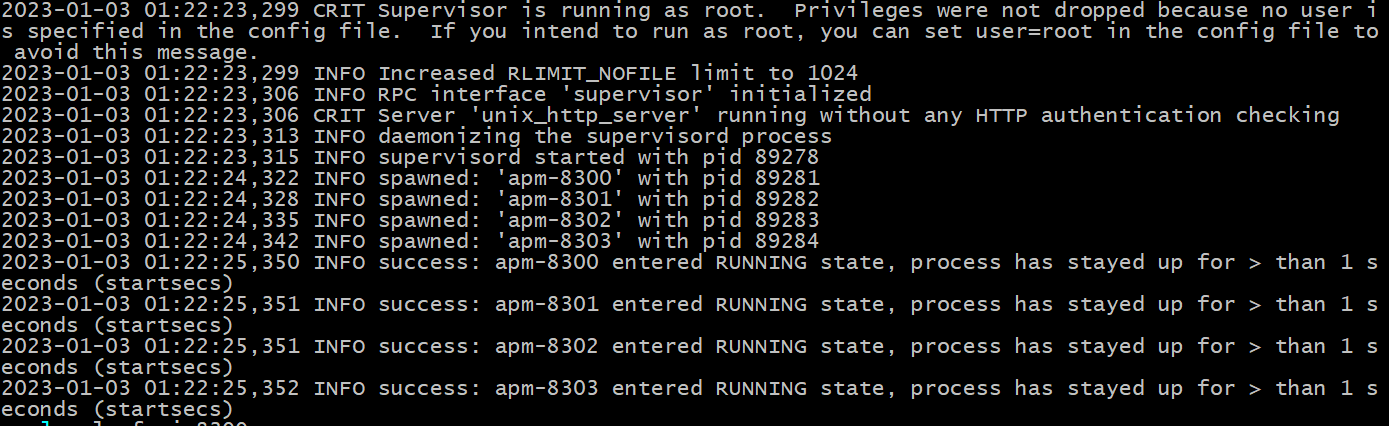 2023-01-03 01:22:23,299 CRIT Supervisor is running as root.  Privileges were not dropped because no user i
s specified in the config file.  If you intend to run as root, you can set user=root in the config file to
 avoid this message.
2023-01-03 01:22:23,299 INFO Increased RLIMIT_NOFILE limit to 1024
2023-01-03 01:22:23,306 INFO RPC interface 'supervisor' initialized
2023-01-03 01:22:23,306 CRIT Server 'unix_http_server' running without any HTTP authentication checking
2023-01-03 01:22:23,313 INFO daemonizing the supervisord process
2023-01-03 01:22:23,315 INFO supervisord started with pid 89278
2023-01-03 01:22:24,322 INFO spawned: 'apm-8300' with pid 89281
2023-01-03 01:22:24,328 INFO spawned: 'apm-8301' with pid 89282
2023-01-03 01:22:24,335 INFO spawned: 'apm-8302' with pid 89283
2023-01-03 01:22:24,342 INFO spawned: 'apm-8303' with pid 89284
2023-01-03 01:22:25,350 INFO success: apm-8300 entered RUNNING state, process has stayed up for > than 1 s
econds (startsecs)
2023-01-03 01:22:25,351 INFO success: apm-8301 entered RUNNING state, process has stayed up for > than 1 s
econds (startsecs)
2023-01-03 01:22:25,351 INFO success: apm-8302 entered RUNNING state, process has stayed up for > than 1 s
econds (startsecs)
2023-01-03 01:22:25,352 INFO success: apm-8303 entered RUNNING state, process has stayed up for > than 1 s
econds (startsecs)